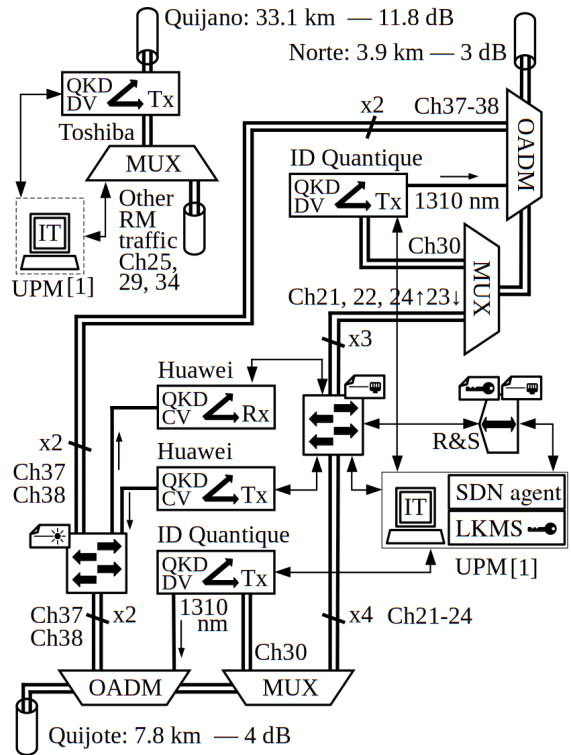 Quijano: 33.1 km — 11.8 dB
Norte: 3.9 km — 3 dB
QKD
DV
Tx
Toshiba
MUX
x2
Ch37-38
OADM
ID Quantique
QKD
DV
Tx
1310 nm
Other
RM
traffic
Ch25,
29, 34
IT
UPM[1]
Ch30
MUX
Ch21, 22, 24↑23↓
x3
Huawei
QKD
CV
Rx
R&S
x2
Ch37
Ch38
Huawei
QKD
CV
Tx
IT
SDN agent
LKMS
UPM[1]
ID Quantique
QKD
DV
Tx
Ch37
Ch38
x2
1310
nm
x4
Ch21-24
Ch30
OADM
MUX
Quijote: 7.8 km — 4 dB